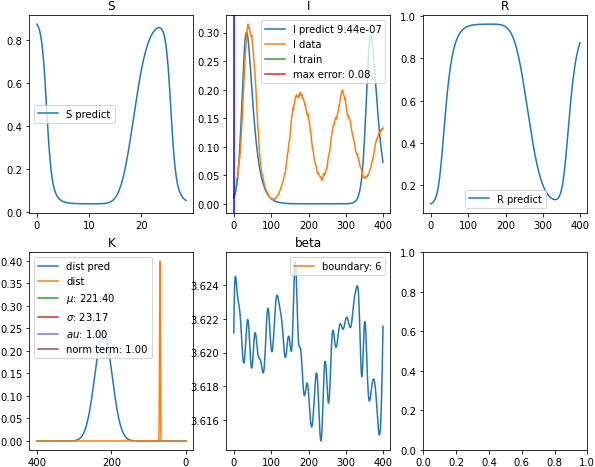 S
0.8
0.6
0.4
0.2
0.0
0 20
S predict
I
0.30
0.25
0.20
0.15
0.10
0.05
0.00
0 100 200 300 400
I predict 9.44e-07
I data
I train
max error: 0.08
R
1.0
0.8
0.6
0.4
0.2
0 100 200 300 400
R predict
K
0.40
0.35
0.30
0.25
0.20
0.15
0.10
0.05
0.00
400 200 0
dist pred
dist
μ: 221.40
σ: 23.17
au: 1.00
norm term: 1.00
beta
3.624
3.622
3.620
3.618
3.616
0 100 200 300 400
boundary: 6
1.0
0.8
0.6
0.4
0.2
0.0
0.0 0.2 0.4 0.6 0.8 1.0